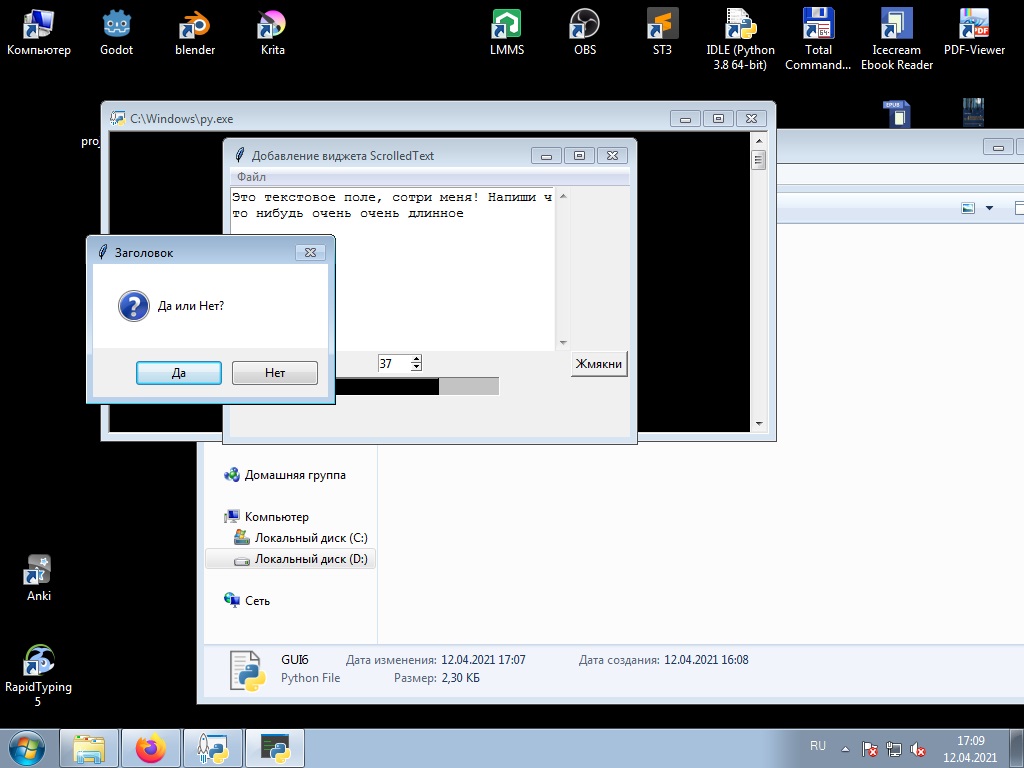 Компьютер
Godot
blender
Krita
LMMS
OBS
ST3
IDLE (Python
3.8 64-bit)
Total
Command...
Icecream
Ebook Reader
PDF-Viewer
EPUB
proj
C:\Windows\py.exe
Добавление виджета ScrolledText
Файл
Это текстовое поле, сотри меня! Напиши ч
то нибудь очень очень длинное
Заголовок
Да или Нет?
Да
Нет
37
Жмякни
Домашняя группа
Компьютер
Локальный диск (C:)
Локальный диск (D:)
Сеть
Anki
RapidTyping
5
GUI6
Дата изменения: 12.04.2021 17:07
Дата создания: 12.04.2021 16:08
Python File
Размер: 2,30 КБ
RU
17:09
12.04.2021